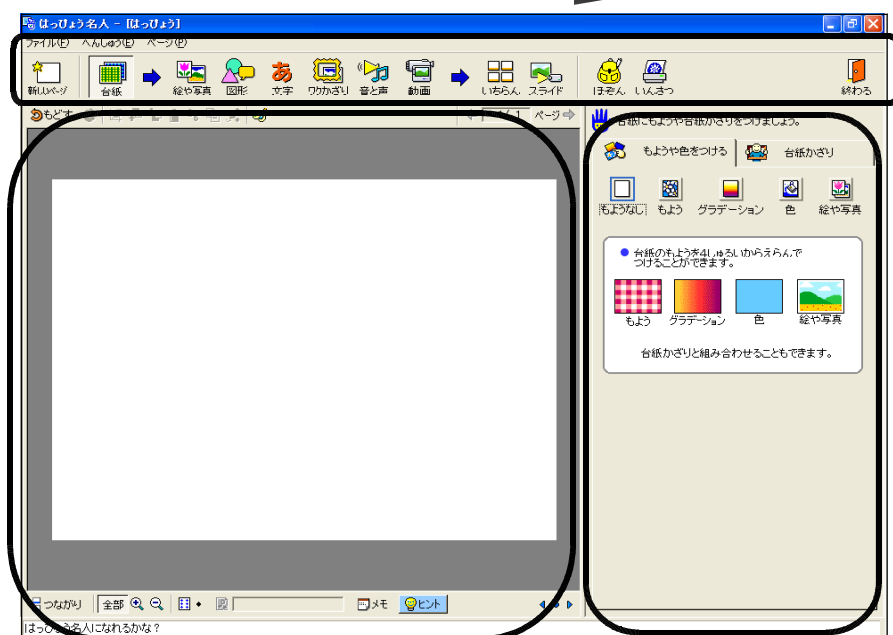 はっぴょう名人 - [はっぴょう]
ファイル(F) へんしゅう(E) ページ(P)
新しいページ 台紙 絵や写真 図形 文字 ワクかざり 音と声 動画 いちらん スライド ほぞん いんさつ 終わる
もどす ページ
台紙にもようや台紙かざりをつけましょう。
もようや色をつける 台紙かざり
もようなし もよう グラデーション 色 絵や写真
台紙のもようを4しゅるいからえらんで
つけることができます。
もよう グラデーション 色 絵や写真
台紙かざりと組み合わせることもできます。
つながり 全部 メモ ヒント
はっぴょう名人になれるかな?